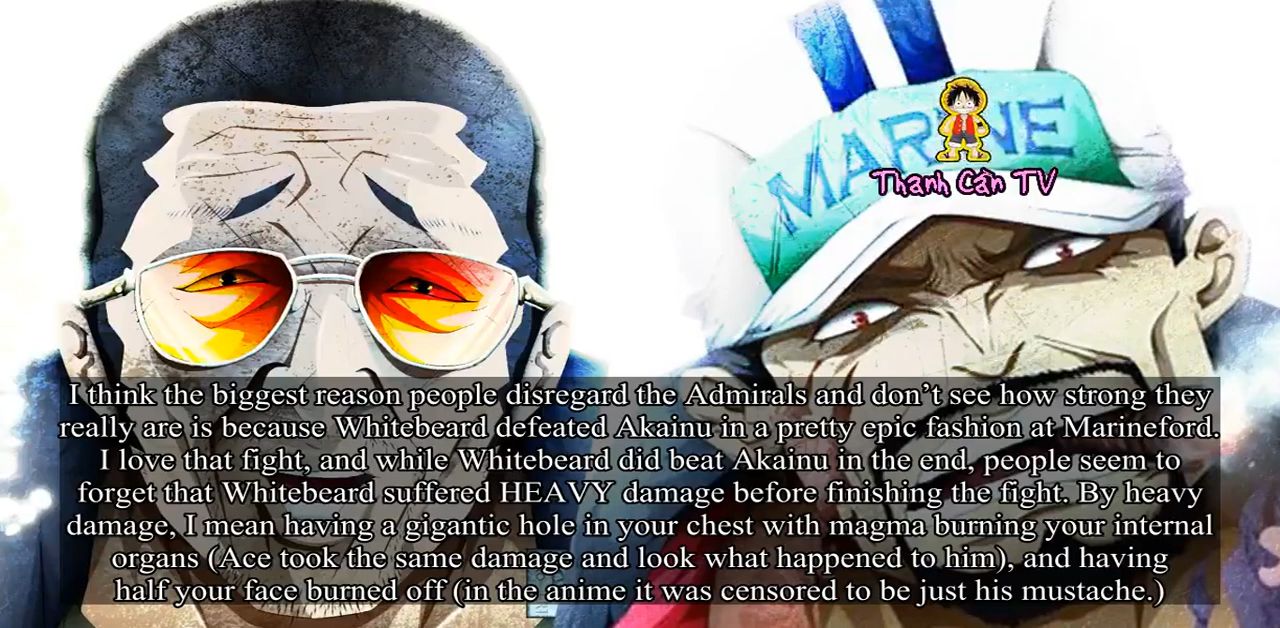 MARINE
Thanh Cần TV
I think the biggest reason people disregard the Admirals and don’t see how strong they
really are is because Whitebeard defeated Akainu in a pretty epic fashion at Marineford.
I love that fight, and while Whitebeard did beat Akainu in the end, people seem to
forget that Whitebeard suffered HEAVY damage before finishing the fight. By heavy
damage, I mean having a gigantic hole in your chest with magma burning your internal
organs (Ace took the same damage and look what happened to him), and having
half your face burned off (in the anime it was censored to be just his mustache.)